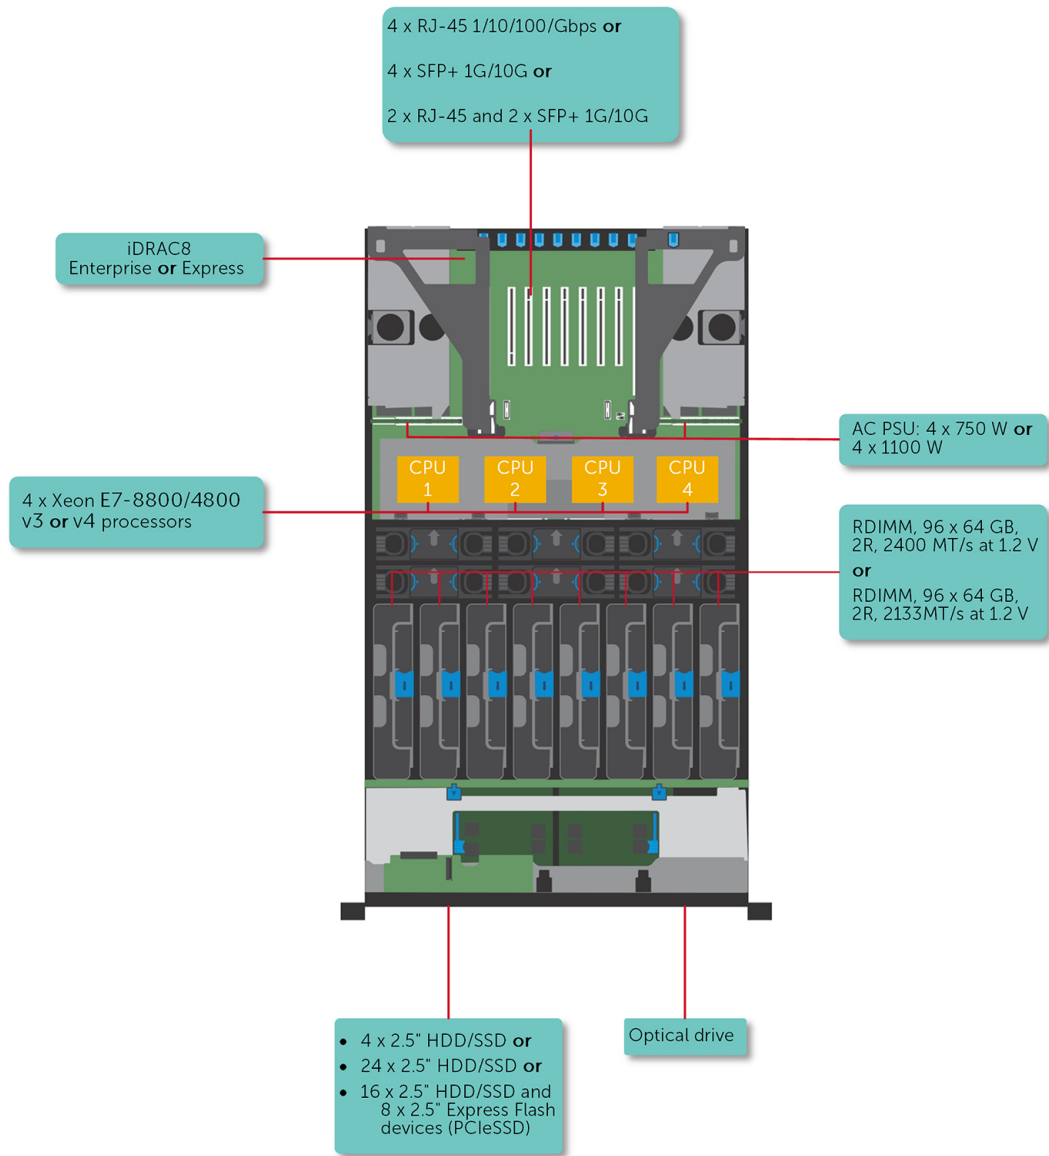 4 x RJ-45 1/10/100/Gbps or
4 x SFP+ 1G/10G or
2 x RJ-45 and 2 x SFP+ 1G/10G
iDRAC8
Enterprise or Express
AC PSU: 4 x 750 W or
4 x 1100 W
CPU
1
CPU
2
CPU
3
CPU
4
4 x Xeon E7-8800/4800
v3 or v4 processors
RDIMM, 96 x 64 GB,
2R, 2400 MT/s at 1.2 V
or
RDIMM, 96 x 64 GB,
2R, 2133MT/s at 1.2 V
• 4 x 2.5" HDD/SSD or
• 24 x 2.5" HDD/SSD or
• 16 x 2.5" HDD/SSD and
8 x 2.5" Express Flash
devices (PCIeSSD)
Optical drive